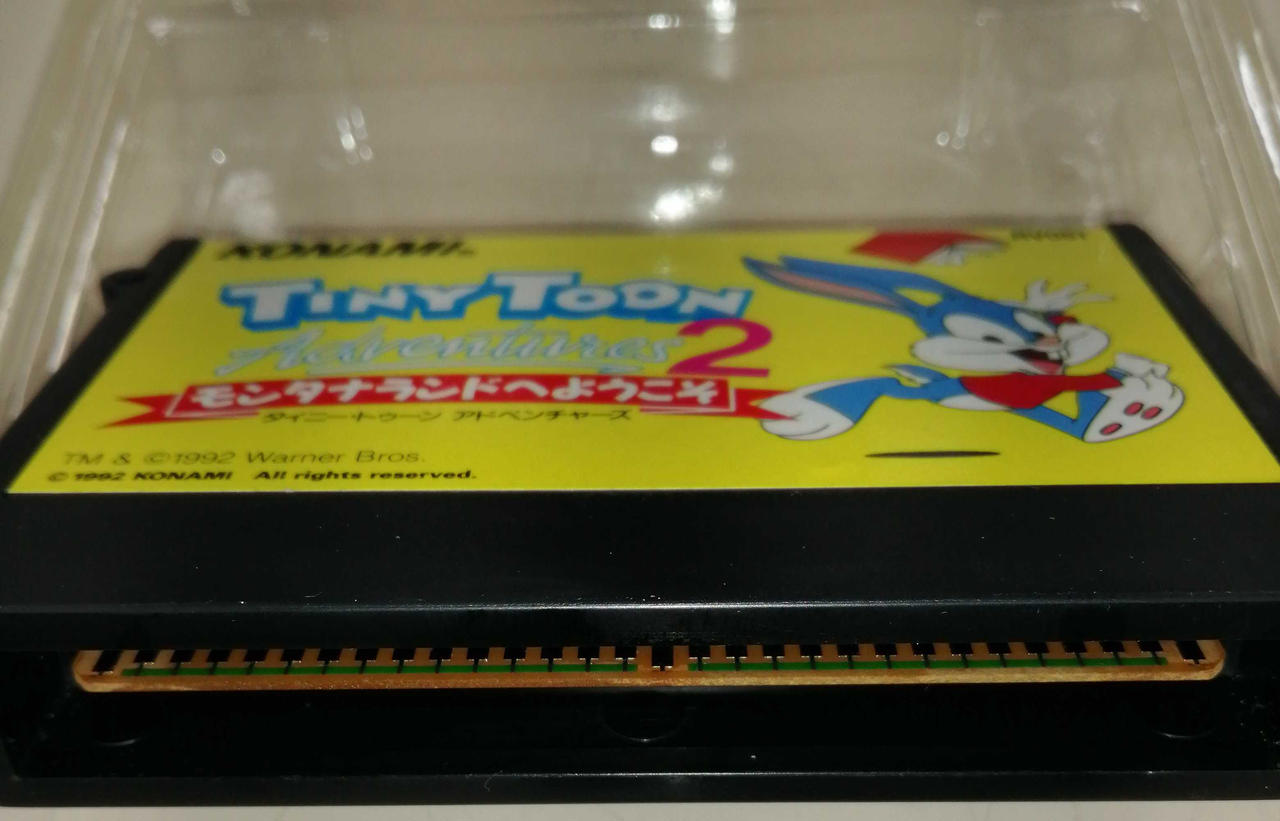 KONAMI
TINY TOON
Adventures 2
モンタナランドへようこそ
タイニートゥーン アドベンチャーズ
TM & ©1992 Warner Bros.
© 1992 KONAMI All rights reserved.